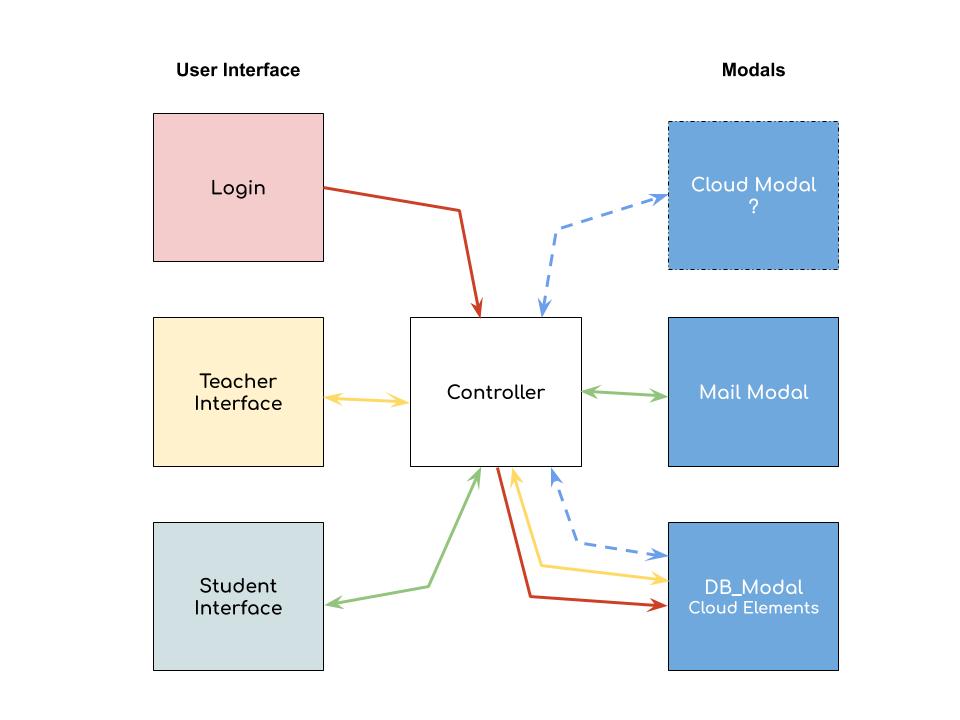 User Interface
Modals
Login
Cloud Modal
?
Teacher
Interface
Controller
Mail Modal
Student
Interface
DB_Modal
Cloud Elements